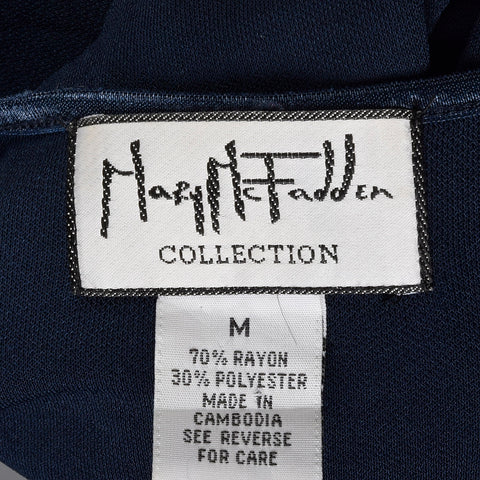 Mary McFadden
COLLECTION
M
70% RAYON
30% POLYESTER
MADE IN
CAMBODIA
SEE REVERSE
FOR CARE